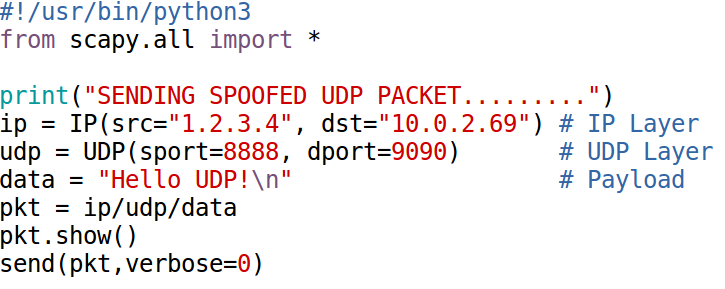 #!/usr/bin/python3
from scapy.all import *

print("SENDING SPOOFED UDP PACKET.........")
ip = IP(src="1.2.3.4", dst="10.0.2.69") # IP Layer
udp = UDP(sport=8888, dport=9090)       # UDP Layer
data = "Hello UDP!\n"                   # Payload
pkt = ip/udp/data
pkt.show()
send(pkt,verbose=0)